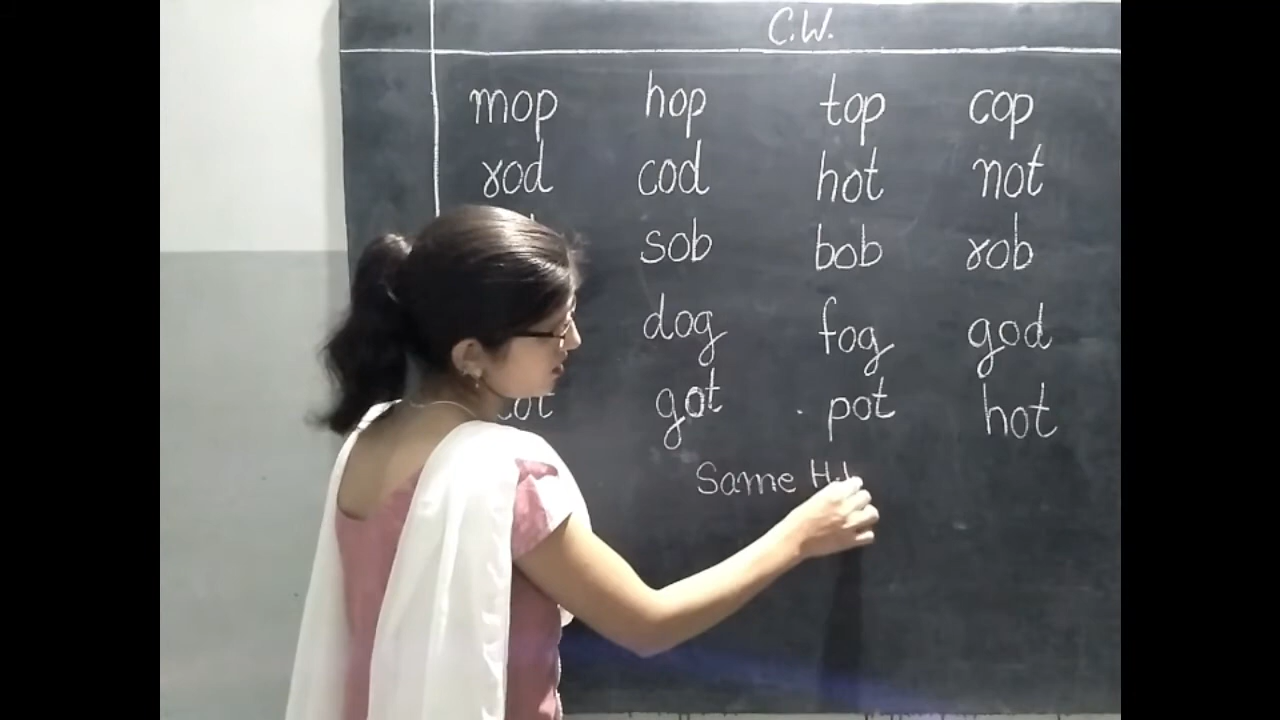 C.W.
mop hop top cop
rod cod hot not
sob bob rob
dog fog god
got pot hot
Same